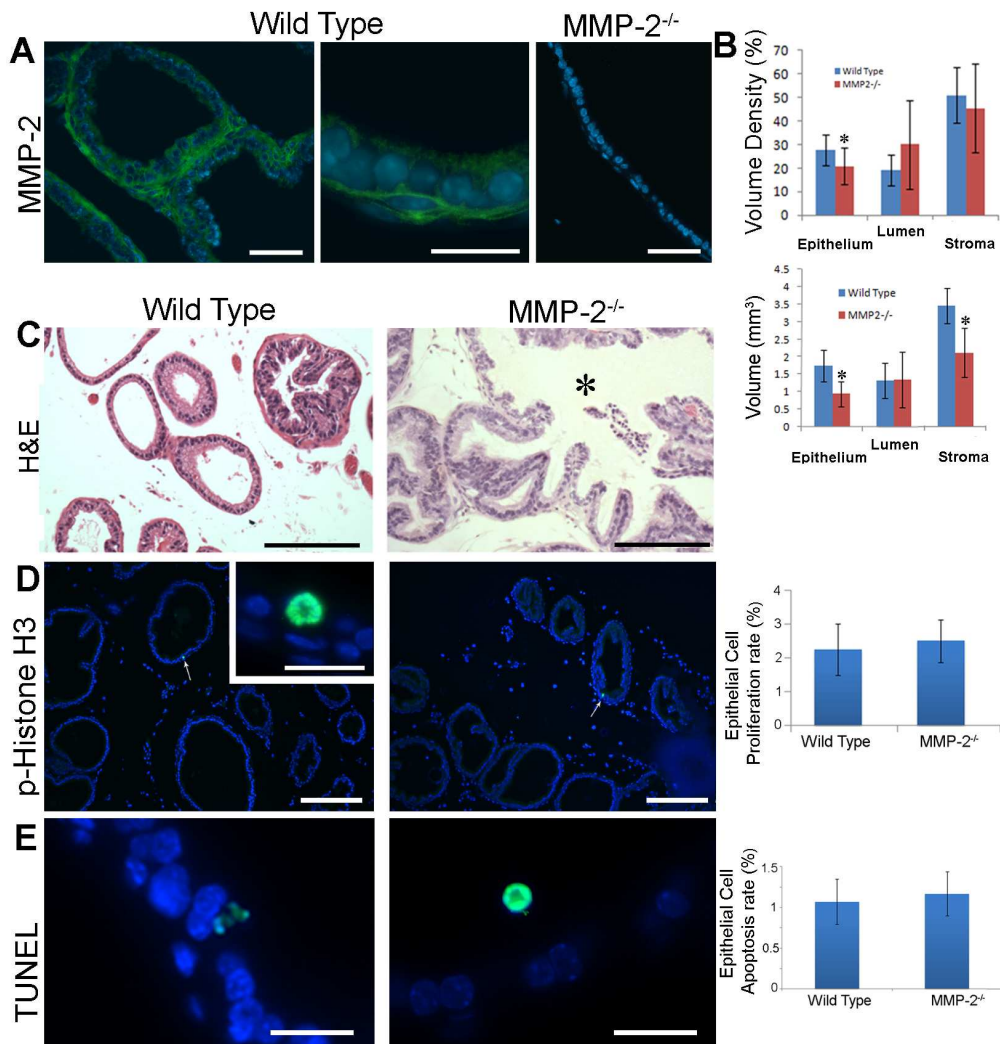 Wild Type
MMP-2-/-
A
MMP-2
B
Volume Density (%)
70
60
50
40
30
20
10
0
Wild Type
MMP2-/-
*
Epithelium
Lumen
Stroma
Volume (mm³)
4.5
4
3.5
3
2.5
2
1.5
1
0.5
0
Wild Type
MMP2-/-
*
*
Epithelium
Lumen
Stroma
Wild Type
MMP-2-/-
C
H&E
*
D
p-Histone H3
Epithelial Cell
Proliferation rate (%)
4
3
2
1
0
Wild Type
MMP-2-/-
E
TUNEL
Epithelial Cell
Apoptosis rate (%)
1.5
1
0.5
0
Wild Type
MMP-2-/-